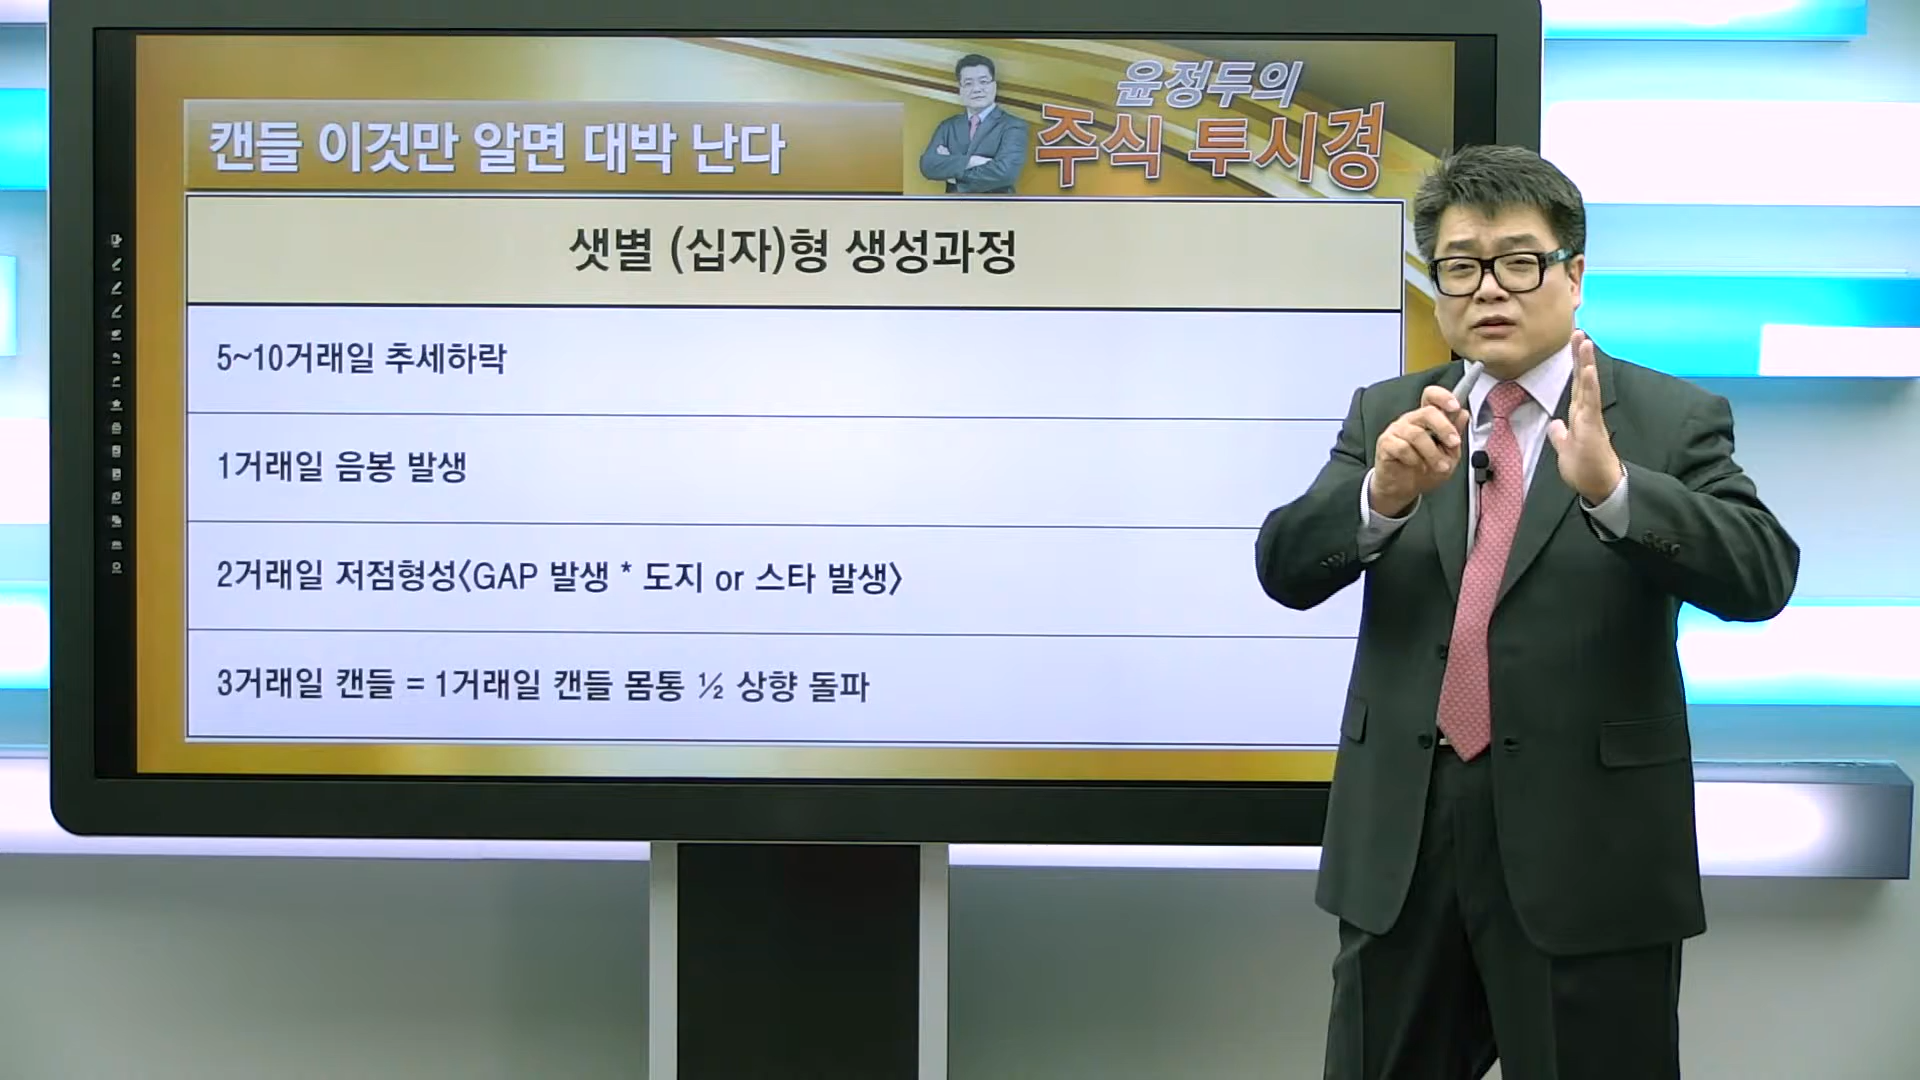 윤정두의
주식 투시경
캔들 이것만 알면 대박 난다
샛별 (십자)형 생성과정
5~10거래일 추세하락
1거래일 음봉 발생
2거래일 저점형성<GAP 발생 * 도지 or 스타 발생>
3거래일 캔들 = 1거래일 캔들 몸통 ½ 상향 돌파